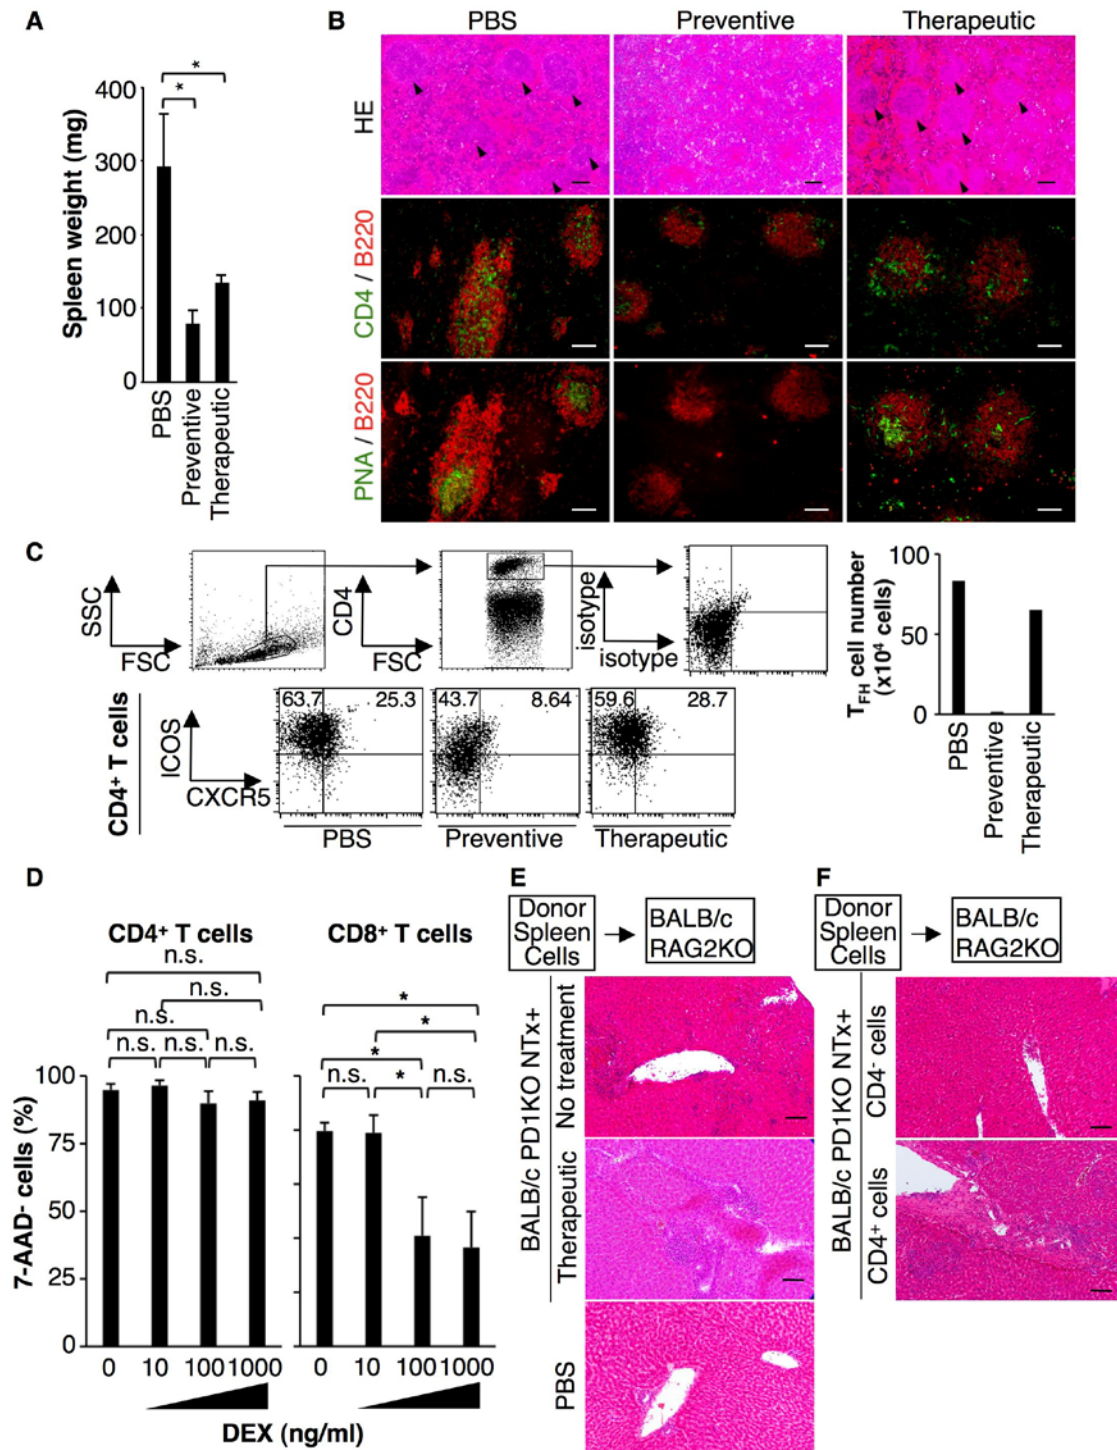 A
400
300
200
100
0
Spleen weight (mg)
*
*
PBS
Preventive
Therapeutic
B
PBS
Preventive
Therapeutic
HE
CD4 / B220
PNA / B220
C
SSC
FSC
CD4
FSC
isotype
isotype
CD4+ T cells
ICOS
CXCR5
63.7
25.3
43.7
8.64
59.6
28.7
PBS
Preventive
Therapeutic
TFH cell number
(x10⁴ cells)
100
50
0
PBS
Preventive
Therapeutic
D
CD4+ T cells
n.s.
n.s.
n.s.
n.s. n.s. n.s.
CD8+ T cells
*
*
*
n.s. * n.s.
7-AAD- cells (%)
100
75
50
25
0
0 10 100 1000
0 10 100 1000
DEX (ng/ml)
E
Donor
Spleen
Cells
BALB/c
RAG2KO
BALB/c PD1KO NTx+
No treatment
Therapeutic
PBS
F
Donor
Spleen
Cells
BALB/c
RAG2KO
BALB/c PD1KO NTx+
CD4- cells
CD4+ cells